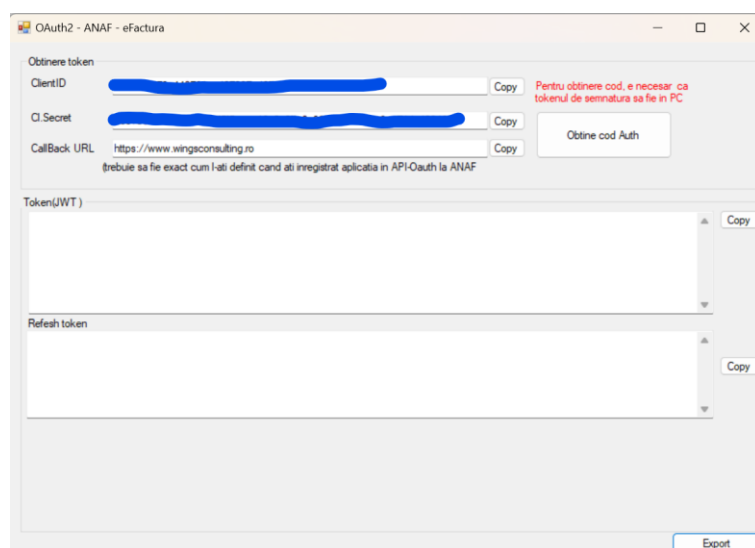 OAuth2 - ANAF - eFactura
Obtinere token
ClientID
Copy
Pentru obtinere cod, e necesar ca
tokenul de semnatura sa fie in PC
Cl.Secret
Copy
Obtine cod Auth
CallBack URL
https://www.wingsconsulting.ro
Copy
(trebuie sa fie exact cum l-ati definit cand ati inregistrat aplicatia in API-Oauth la ANAF
Token(JWT )
Copy
Refesh token
Copy
Export